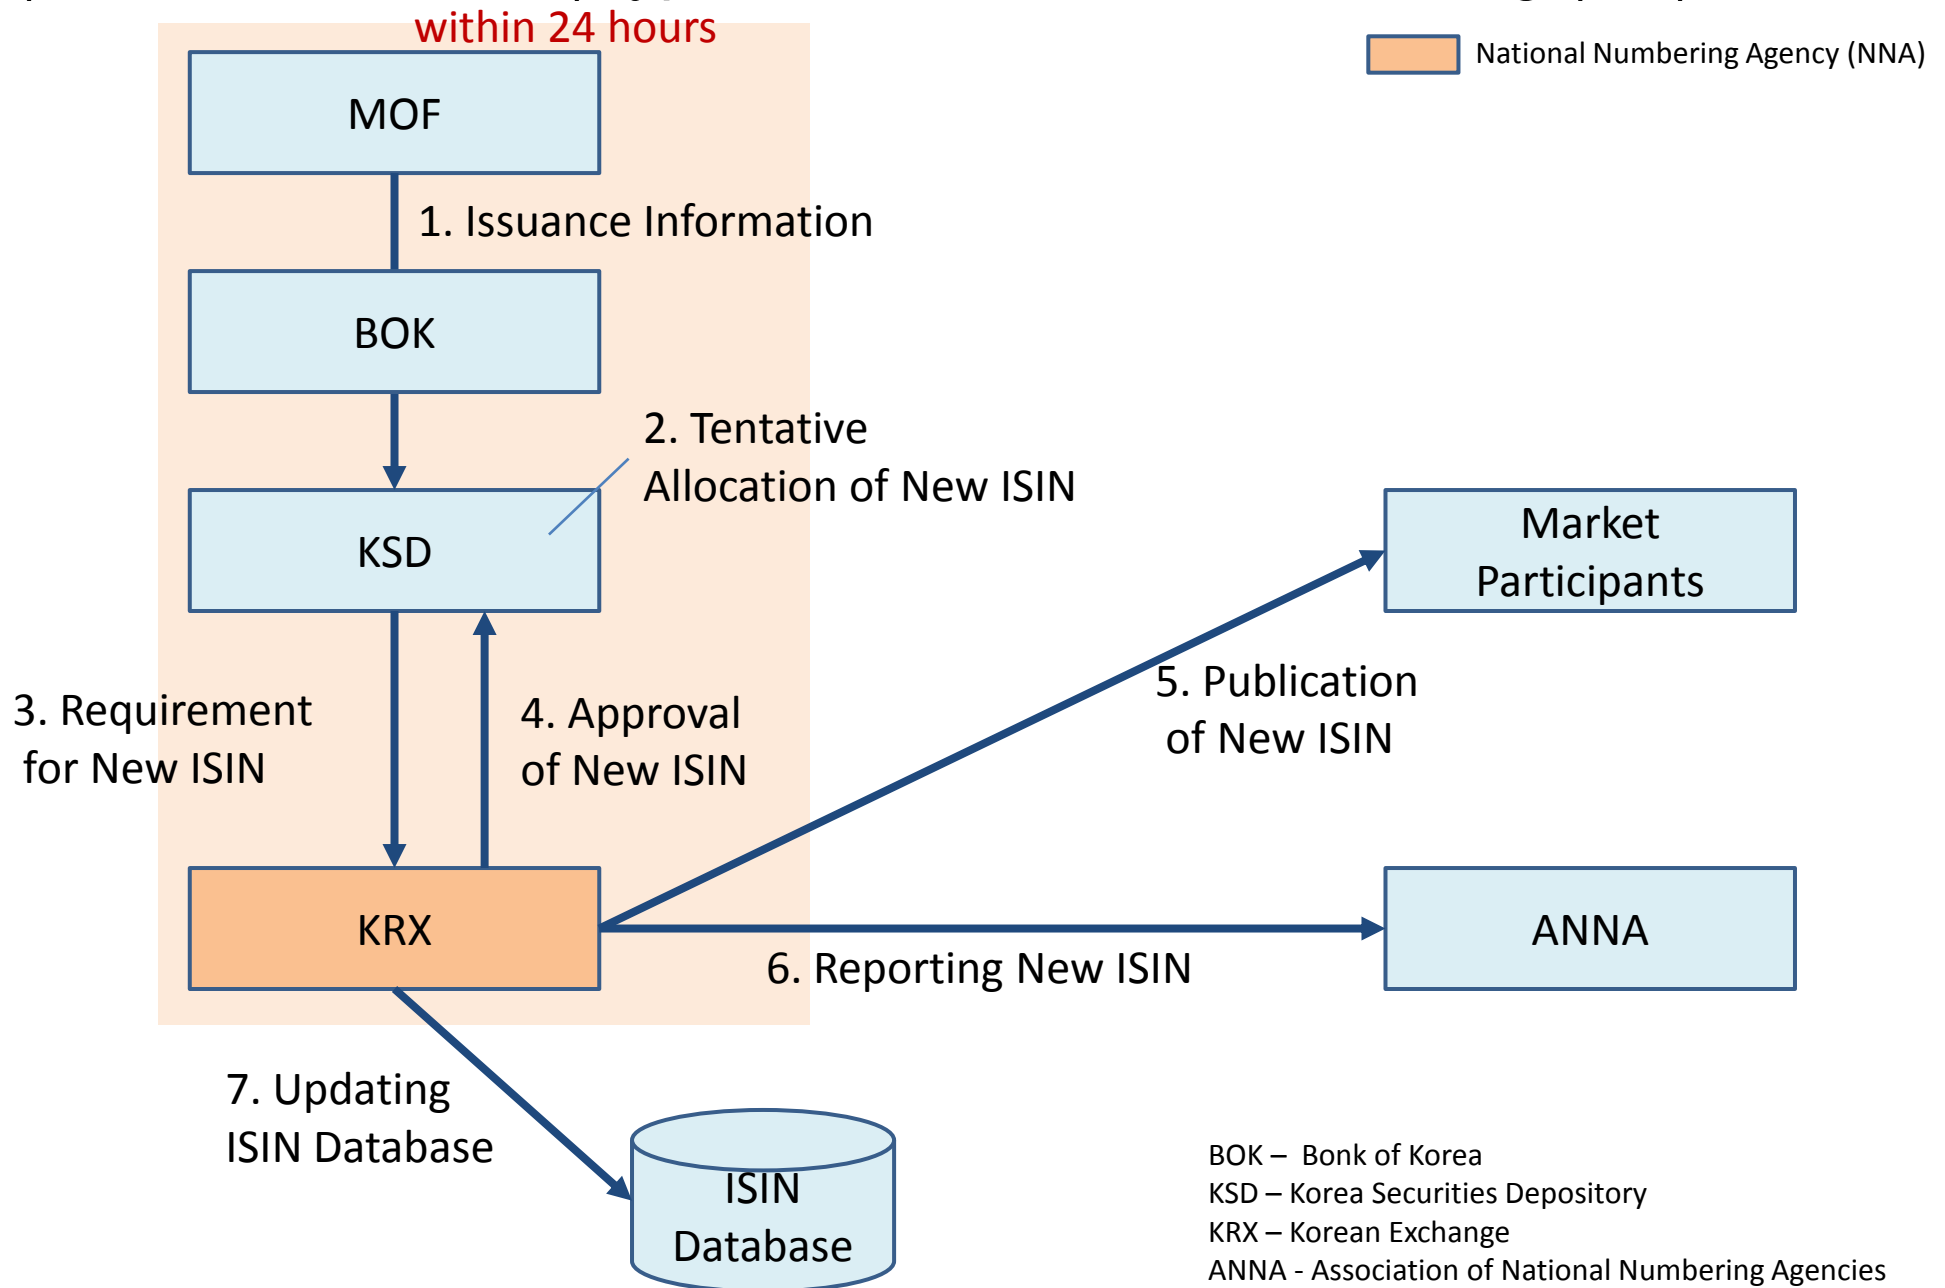 within 24 hours
National Numbering Agency (NNA)
MOF
1. Issuance Information
BOK
2. Tentative
Allocation of New ISIN
KSD
Market
Participants
3. Requirement
for New ISIN
4. Approval
of New ISIN
5. Publication
of New ISIN
KRX
ANNA
6. Reporting New ISIN
7. Updating
ISIN Database
ISIN
Database
BOK – Bonk of Korea
KSD – Korea Securities Depository
KRX – Korean Exchange
ANNA - Association of National Numbering Agencies